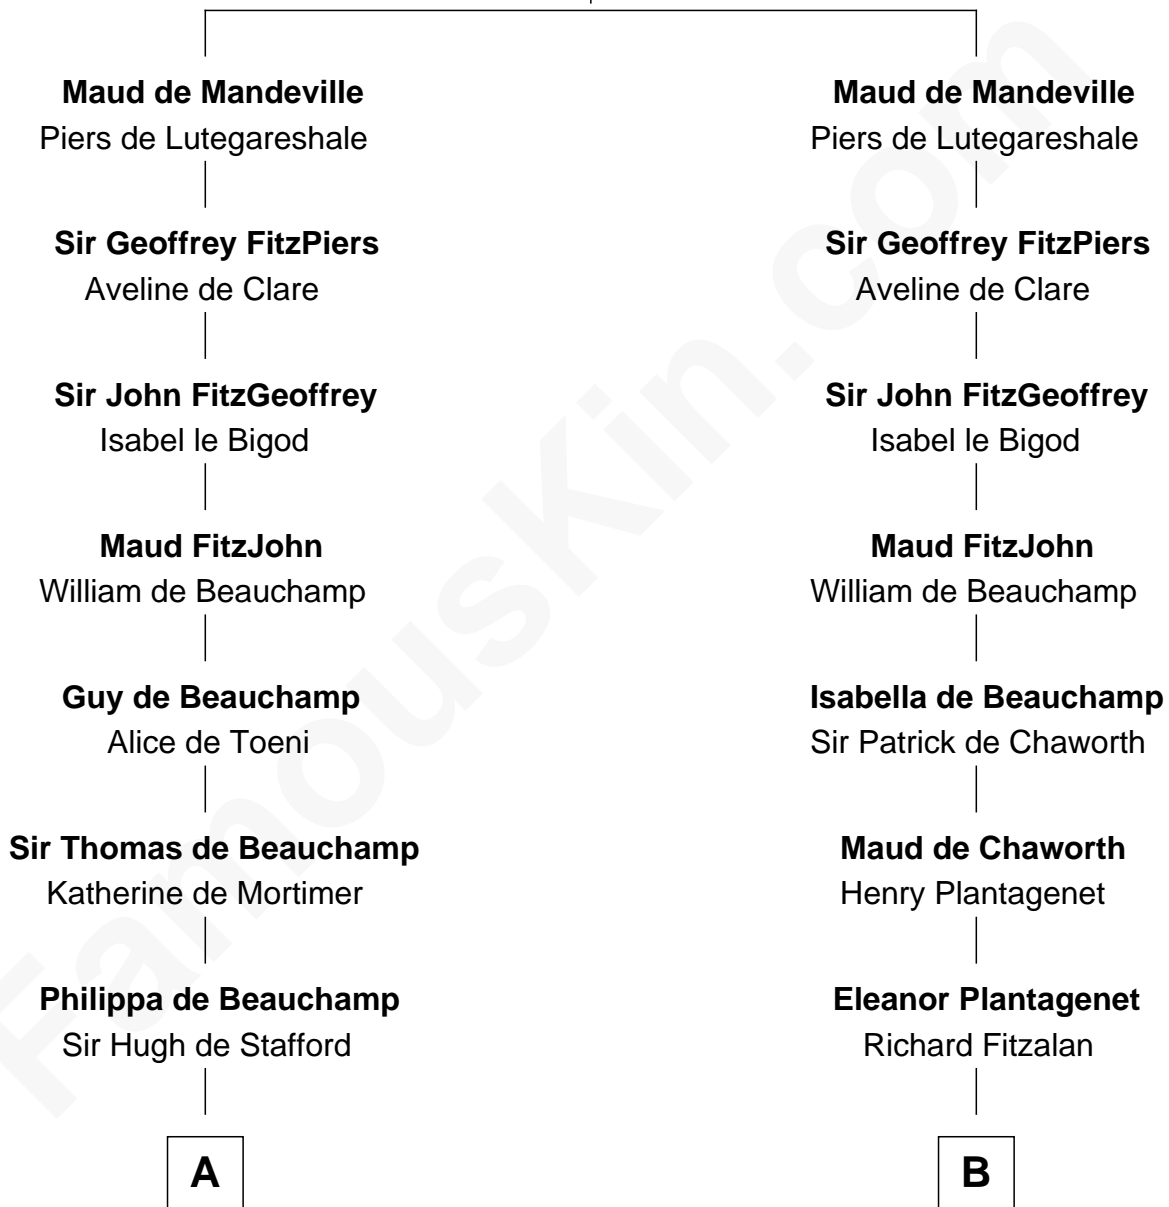 Maud de Mandeville
Piers de Lutegareshale
Sir Geoffrey FitzPiers
Aveline de Clare
Sir John FitzGeoffrey
Isabel le Bigod
Maud FitzJohn
William de Beauchamp
Guy de Beauchamp
Alice de Toeni
Sir Thomas de Beauchamp
Katherine de Mortimer
Philippa de Beauchamp
Sir Hugh de Stafford
A
Maud de Mandeville
Piers de Lutegareshale
Sir Geoffrey FitzPiers
Aveline de Clare
Sir John FitzGeoffrey
Isabel le Bigod
Maud FitzJohn
William de Beauchamp
Isabella de Beauchamp
Sir Patrick de Chaworth
Maud de Chaworth
Henry Plantagenet
Eleanor Plantagenet
Richard Fitzalan
B
FamousKin.com